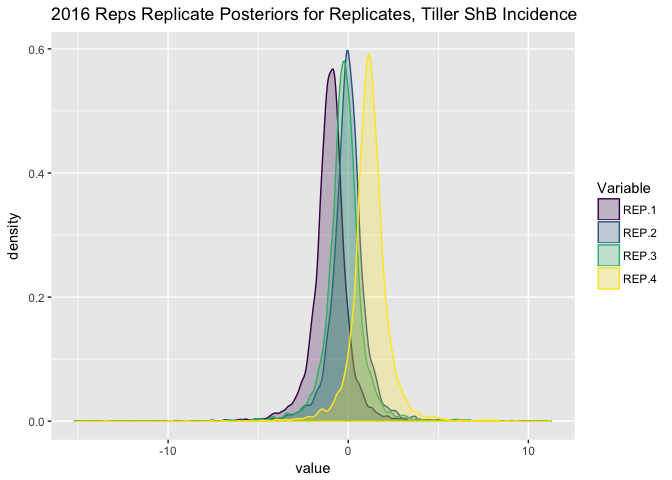 2016 Reps Replicate Posteriors for Replicates, Tiller ShB Incidence
0.6
0.4
0.2
0.0
density
-10
0
10
value
Variable
REP.1
REP.2
REP.3
REP.4